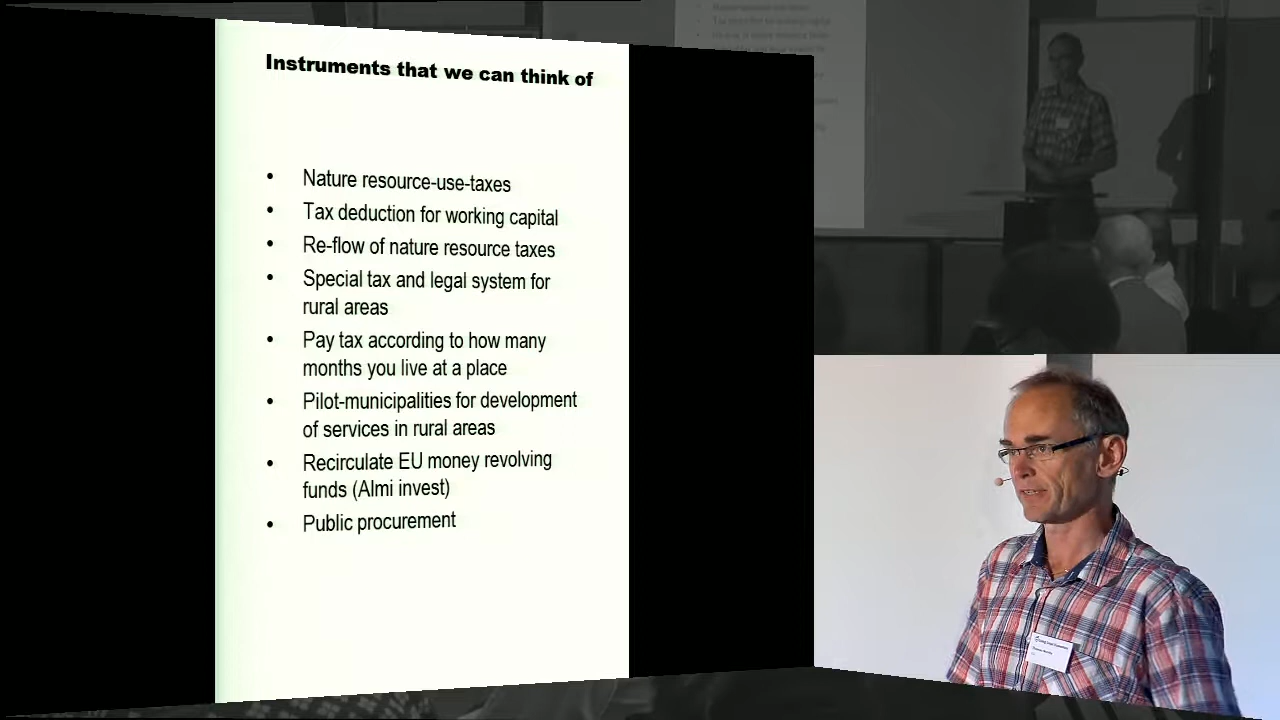 Instruments that we can think of
• Nature resource-use-taxes
• Tax deduction for working capital
• Re-flow of nature resource taxes
• Special tax and legal system for
rural areas
• Pay tax according to how many
months you live at a place
• Pilot-municipalities for development
of services in rural areas
• Recirculate EU money revolving
funds (Almi invest)
• Public procurement